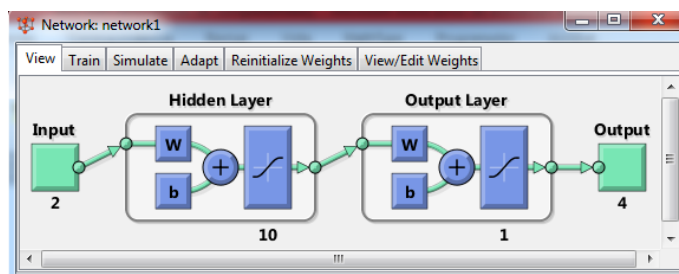 Network: network1
View Train Simulate Adapt Reinitialize Weights View/Edit Weights
Hidden Layer Output Layer
Input Output
W W
b b
2 4
10 1